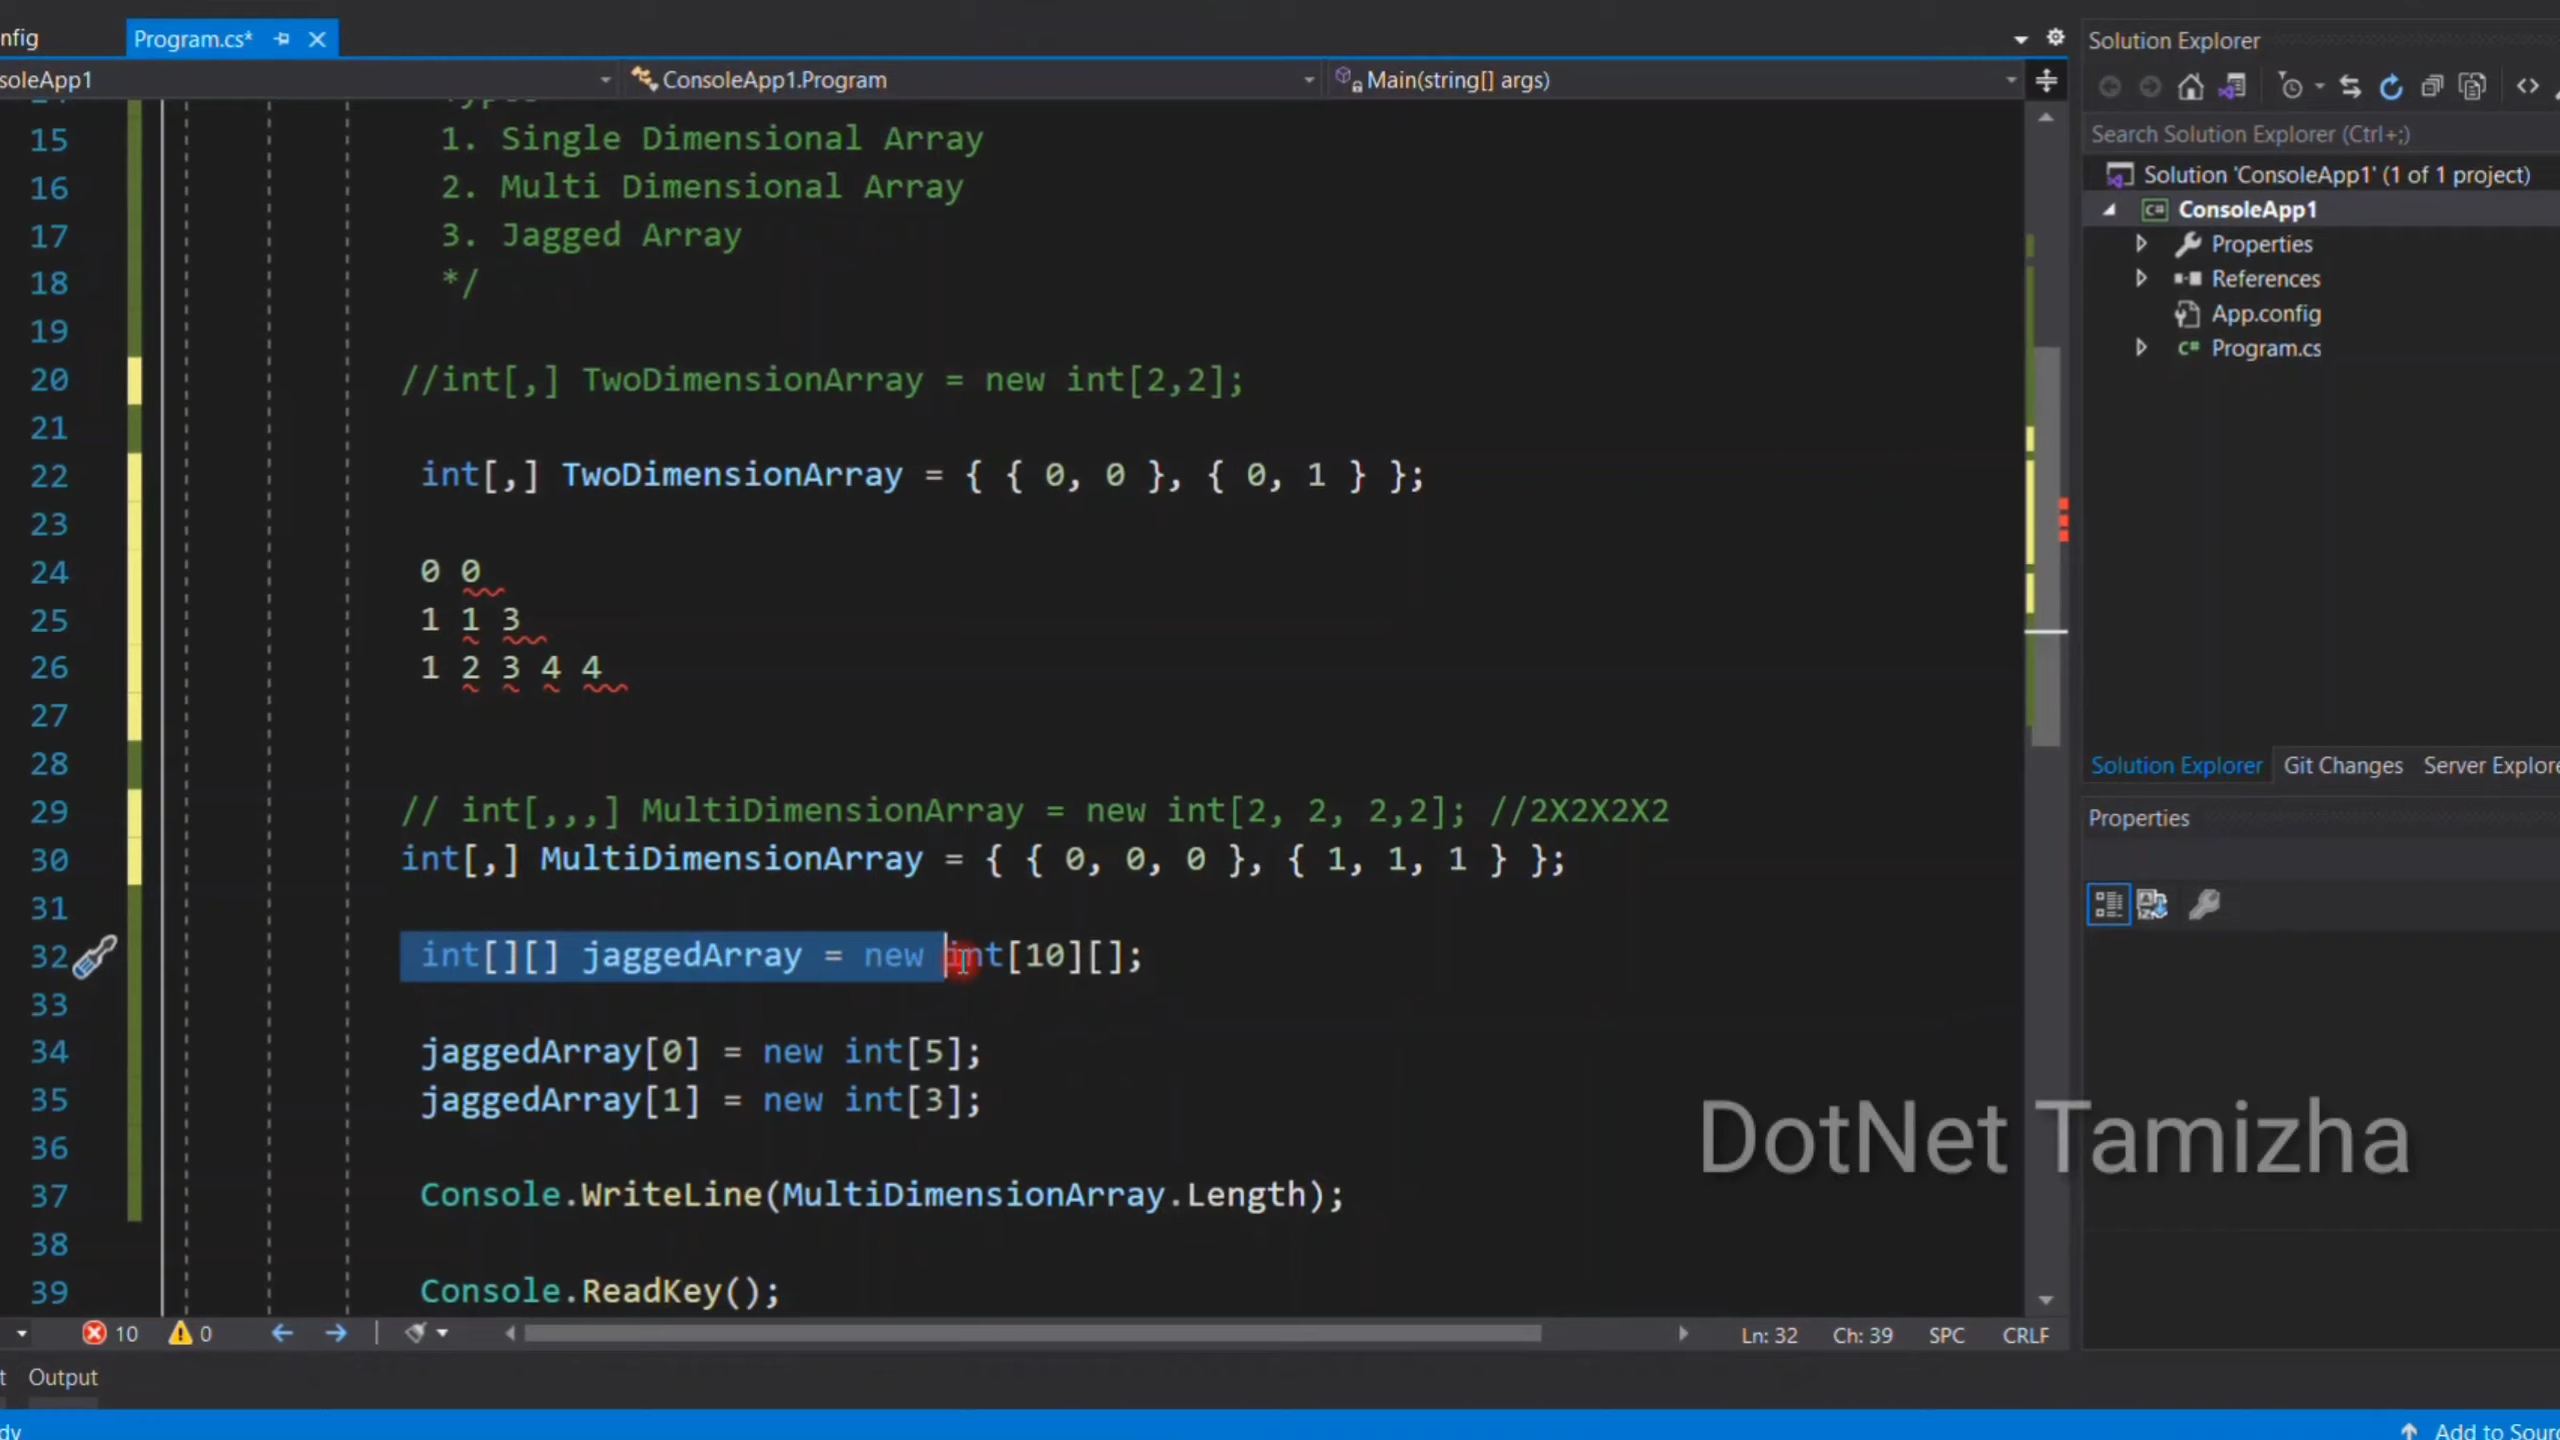 nfig
Program.cs*
soleApp1
ConsoleApp1.Program
Main(string[] args)
15 1. Single Dimensional Array
16 2. Multi Dimensional Array
17 3. Jagged Array
18 */
19
20 //int[,] TwoDimensionArray = new int[2,2];
21
22 int[,] TwoDimensionArray = { { 0, 0 }, { 0, 1 } };
23
24 0 0
25 1 1 3
26 1 2 3 4 4
27
28
29 // int[,,,] MultiDimensionArray = new int[2, 2, 2,2]; //2X2X2X2
30 int[,] MultiDimensionArray = { { 0, 0, 0 }, { 1, 1, 1 } };
31
32 int[][] jaggedArray = new int[10][];
33
34 jaggedArray[0] = new int[5];
35 jaggedArray[1] = new int[3];
36
37 Console.WriteLine(MultiDimensionArray.Length);
38
39 Console.ReadKey();
10 0 Ln: 32 Ch: 39 SPC CRLF
t Output
dy
Solution Explorer
Search Solution Explorer (Ctrl+;)
Solution 'ConsoleApp1' (1 of 1 project)
C# ConsoleApp1
Properties
References
App.config
C# Program.cs
Solution Explorer Git Changes Server Explore
Properties
DotNet Tamizha
Add to Sour